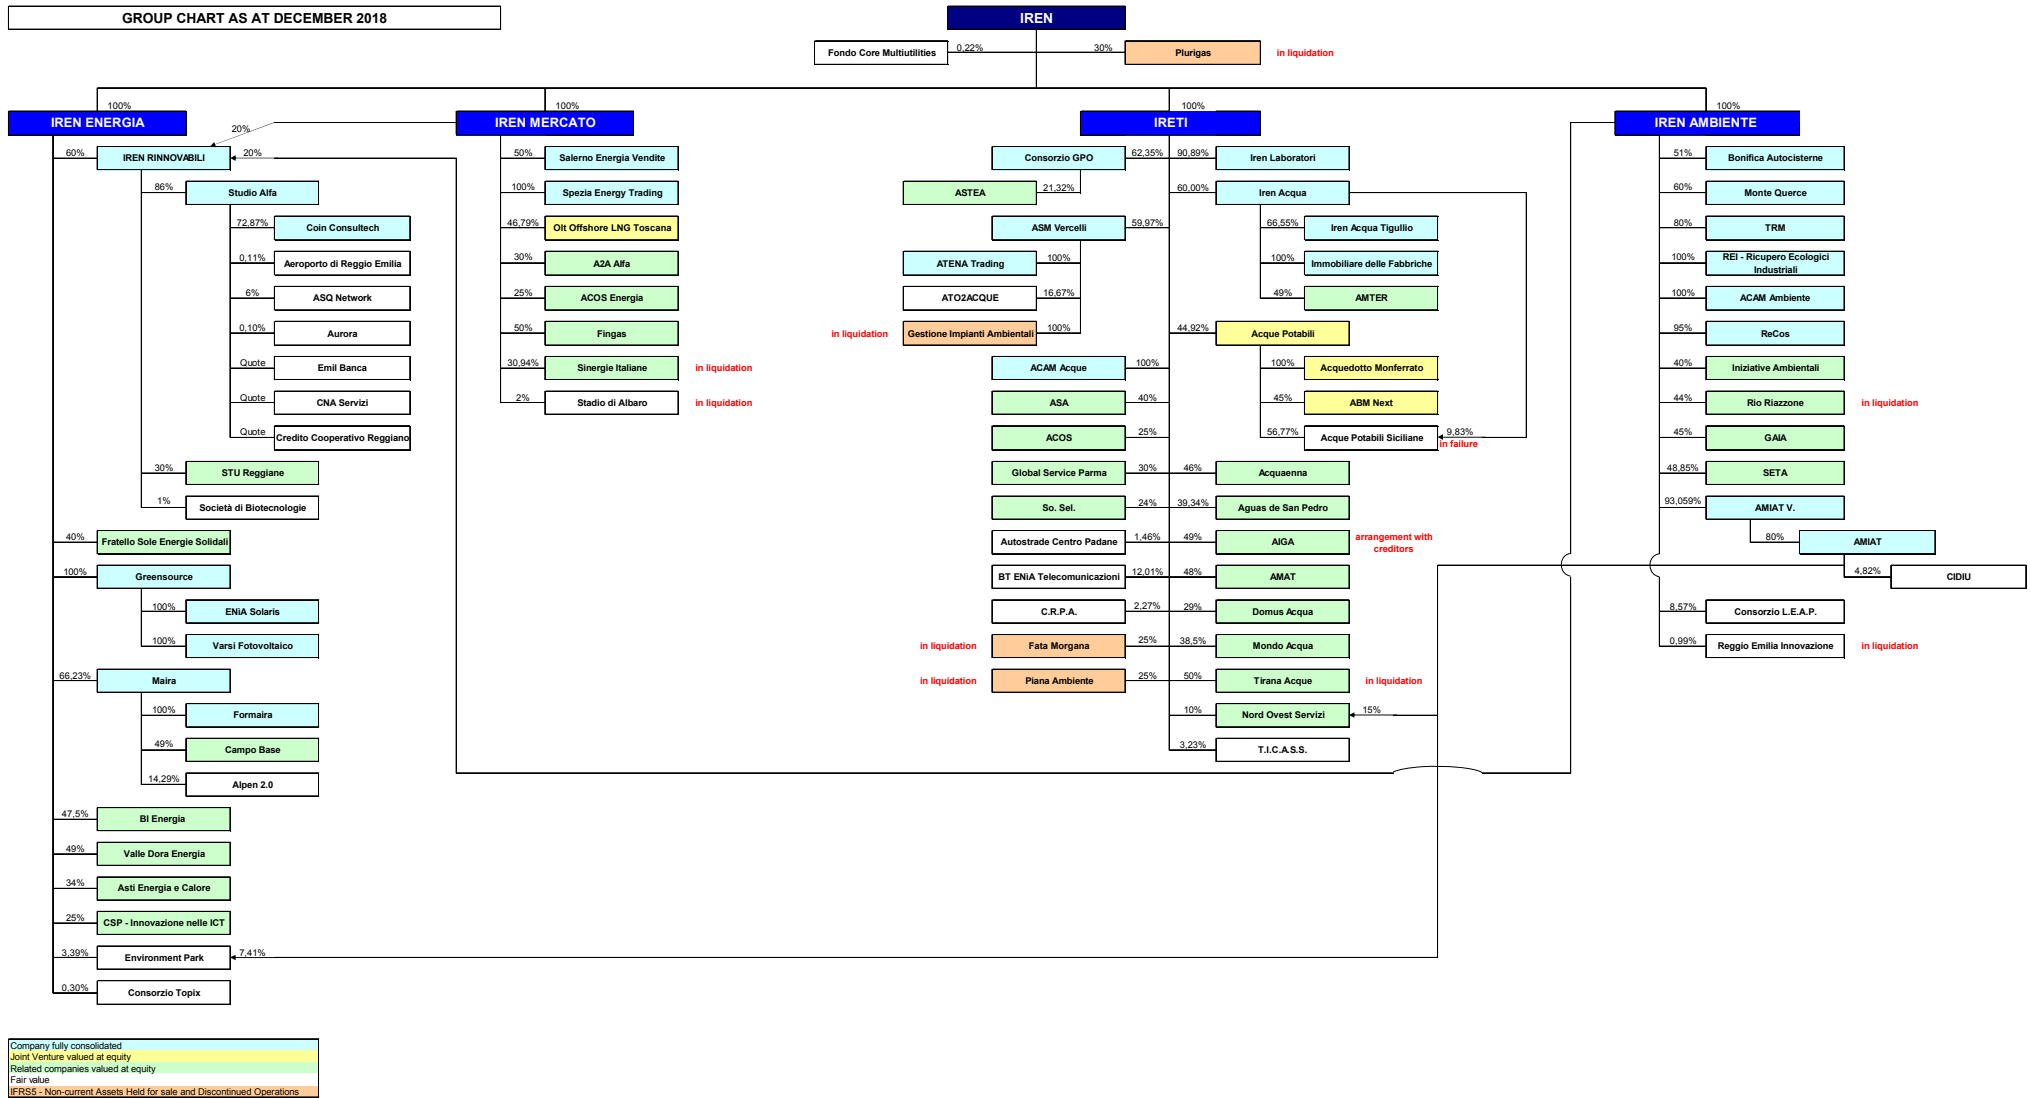 GROUP CHART AS AT DECEMBER 2018
IREN
Fondo Core Multiutilities
0,22%
30%
Plurigas
in liquidation
100%
100%
100%
100%
IREN ENERGIA
IREN MERCATO
IRETI
IREN AMBIENTE
20%
60%
IREN RINNOVABILI
20%
86%
Studio Alfa
72,87%
Coin Consultech
0,11%
Aeroporto di Reggio Emilia
6%
ASQ Network
0,10%
Aurora
Quote
Emil Banca
Quote
CNA Servizi
Quote
Credito Cooperativo Reggiano
30%
STU Reggiane
1%
Società di Biotecnologie
40%
Fratello Sole Energie Solidali
100%
Greensource
100%
ENìA Solaris
100%
Varsi Fotovoltaico
66,23%
Maira
100%
Formaira
49%
Campo Base
14,29%
Alpen 2.0
47,5%
BI Energia
49%
Valle Dora Energia
34%
Asti Energia e Calore
25%
CSP - Innovazione nelle ICT
3,39%
Environment Park
7,41%
0,30%
Consorzio Topix
50%
Salerno Energia Vendite
100%
Spezia Energy Trading
46,79%
Olt Offshore LNG Toscana
30%
A2A Alfa
25%
ACOS Energia
50%
Fingas
30,94%
Sinergie Italiane
in liquidation
2%
Stadio di Albaro
in liquidation
Consorzio GPO
62,35%
90,89%
Iren Laboratori
ASTEA
21,32%
60,00%
Iren Acqua
ASM Vercelli
59,97%
66,55%
Iren Acqua Tigullio
ATENA Trading
100%
100%
Immobiliare delle Fabbriche
ATO2ACQUE
16,67%
49%
AMTER
in liquidation
Gestione Impianti Ambientali
100%
44,92%
Acque Potabili
ACAM Acque
100%
100%
Acquedotto Monferrato
ASA
40%
45%
ABM Next
ACOS
25%
56,77%
Acque Potabili Siciliane
9,83%
in failure
Global Service Parma
30%
46%
Acquaenna
So. Sel.
24%
39,34%
Aguas de San Pedro
Autostrade Centro Padane
1,46%
49%
AIGA
arrangement with
creditors
BT ENìA Telecomunicazioni
12,01%
48%
AMAT
C.R.P.A.
2,27%
29%
Domus Acqua
in liquidation
Fata Morgana
25%
38,5%
Mondo Acqua
in liquidation
Piana Ambiente
25%
50%
Tirana Acque
in liquidation
10%
Nord Ovest Servizi
15%
3,23%
T.I.C.A.S.S.
51%
Bonifica Autocisterne
60%
Monte Querce
80%
TRM
100%
REI - Ricupero Ecologici
Industriali
100%
ACAM Ambiente
95%
ReCos
40%
Iniziative Ambientali
44%
Rio Riazzone
in liquidation
45%
GAIA
48,85%
SETA
93,059%
AMIAT V.
80%
AMIAT
4,82%
CIDIU
8,57%
Consorzio L.E.A.P.
0,99%
Reggio Emilia Innovazione
in liquidation
Company fully consolidated
Joint Venture valued at equity
Related companies valued at equity
Fair value
IFRS5 - Non-current Assets Held for sale and Discontinued Operations